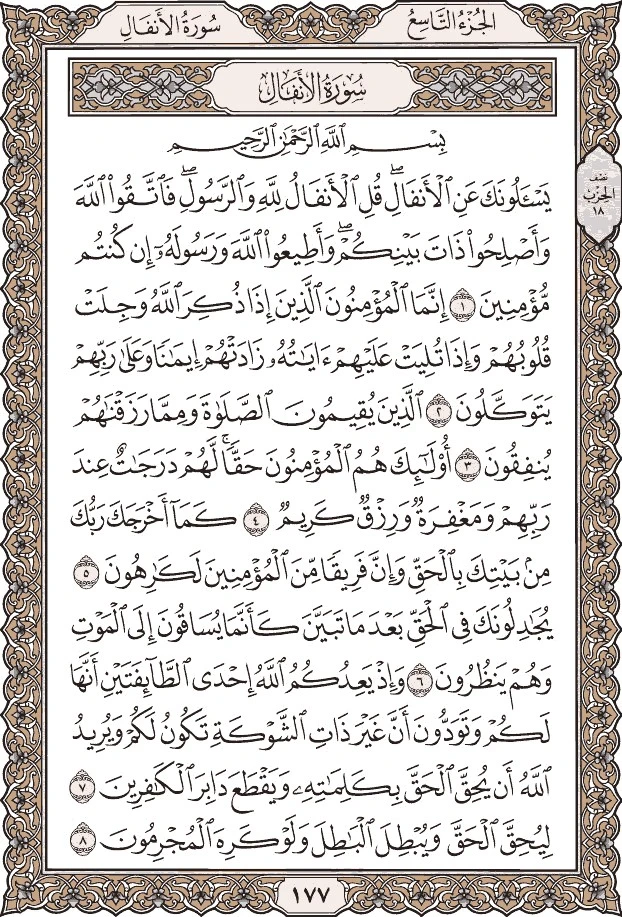 الجُزْءُ التَّاسِعُ
سُورَةُ الأَنفَالِ
سُورَةُ الأَنفَالِ
بِسْمِ ٱللَّهِ ٱلرَّحْمَٰنِ ٱلرَّحِيمِ
يَسْـَٔلُونَكَ عَنِ ٱلْأَنفَالِۖ قُلِ ٱلْأَنفَالُ لِلَّهِ وَٱلرَّسُولِۖ فَٱتَّقُوا۟ ٱللَّهَ
وَأَصْلِحُوا۟ ذَاتَ بَيْنِكُمْۖ وَأَطِيعُوا۟ ٱللَّهَ وَرَسُولَهُۥٓ إِن كُنتُم
مُّؤْمِنِينَ ١ إِنَّمَا ٱلْمُؤْمِنُونَ ٱلَّذِينَ إِذَا ذُكِرَ ٱللَّهُ وَجِلَتْ
قُلُوبُهُمْ وَإِذَا تُلِيَتْ عَلَيْهِمْ ءَايَٰتُهُۥ زَادَتْهُمْ إِيمَٰنًا وَعَلَىٰ رَبِّهِمْ
يَتَوَكَّلُونَ ٢ ٱلَّذِينَ يُقِيمُونَ ٱلصَّلَوٰةَ وَمِمَّا رَزَقْنَٰهُمْ
يُنفِقُونَ ٣ أُو۟لَٰٓئِكَ هُمُ ٱلْمُؤْمِنُونَ حَقًّاۚ لَّهُمْ دَرَجَٰتٌ عِندَ
رَبِّهِمْ وَمَغْفِرَةٌ وَرِزْقٌ كَرِيمٌ ٤ كَمَآ أَخْرَجَكَ رَبُّكَ
مِنۢ بَيْتِكَ بِٱلْحَقِّ وَإِنَّ فَرِيقًا مِّنَ ٱلْمُؤْمِنِينَ لَكَٰرِهُونَ ٥
يُجَٰدِلُونَكَ فِى ٱلْحَقِّ بَعْدَ مَا تَبَيَّنَ كَأَنَّمَا يُسَاقُونَ إِلَى ٱلْمَوْتِ
وَهُمْ يَنظُرُونَ ٦ وَإِذْ يَعِدُكُمُ ٱللَّهُ إِحْدَى ٱلطَّآئِفَتَيْنِ أَنَّهَا
لَكُمْ وَتَوَدُّونَ أَنَّ غَيْرَ ذَاتِ ٱلشَّوْكَةِ تَكُونُ لَكُمْ وَيُرِيدُ
ٱللَّهُ أَن يُحِقَّ ٱلْحَقَّ بِكَلِمَٰتِهِۦ وَيَقْطَعَ دَابِرَ ٱلْكَٰفِرِينَ ٧
لِيُحِقَّ ٱلْحَقَّ وَيُبْطِلَ ٱلْبَٰطِلَ وَلَوْ كَرِهَ ٱلْمُجْرِمُونَ ٨
نصف
الحزب
١٨
١٧٧